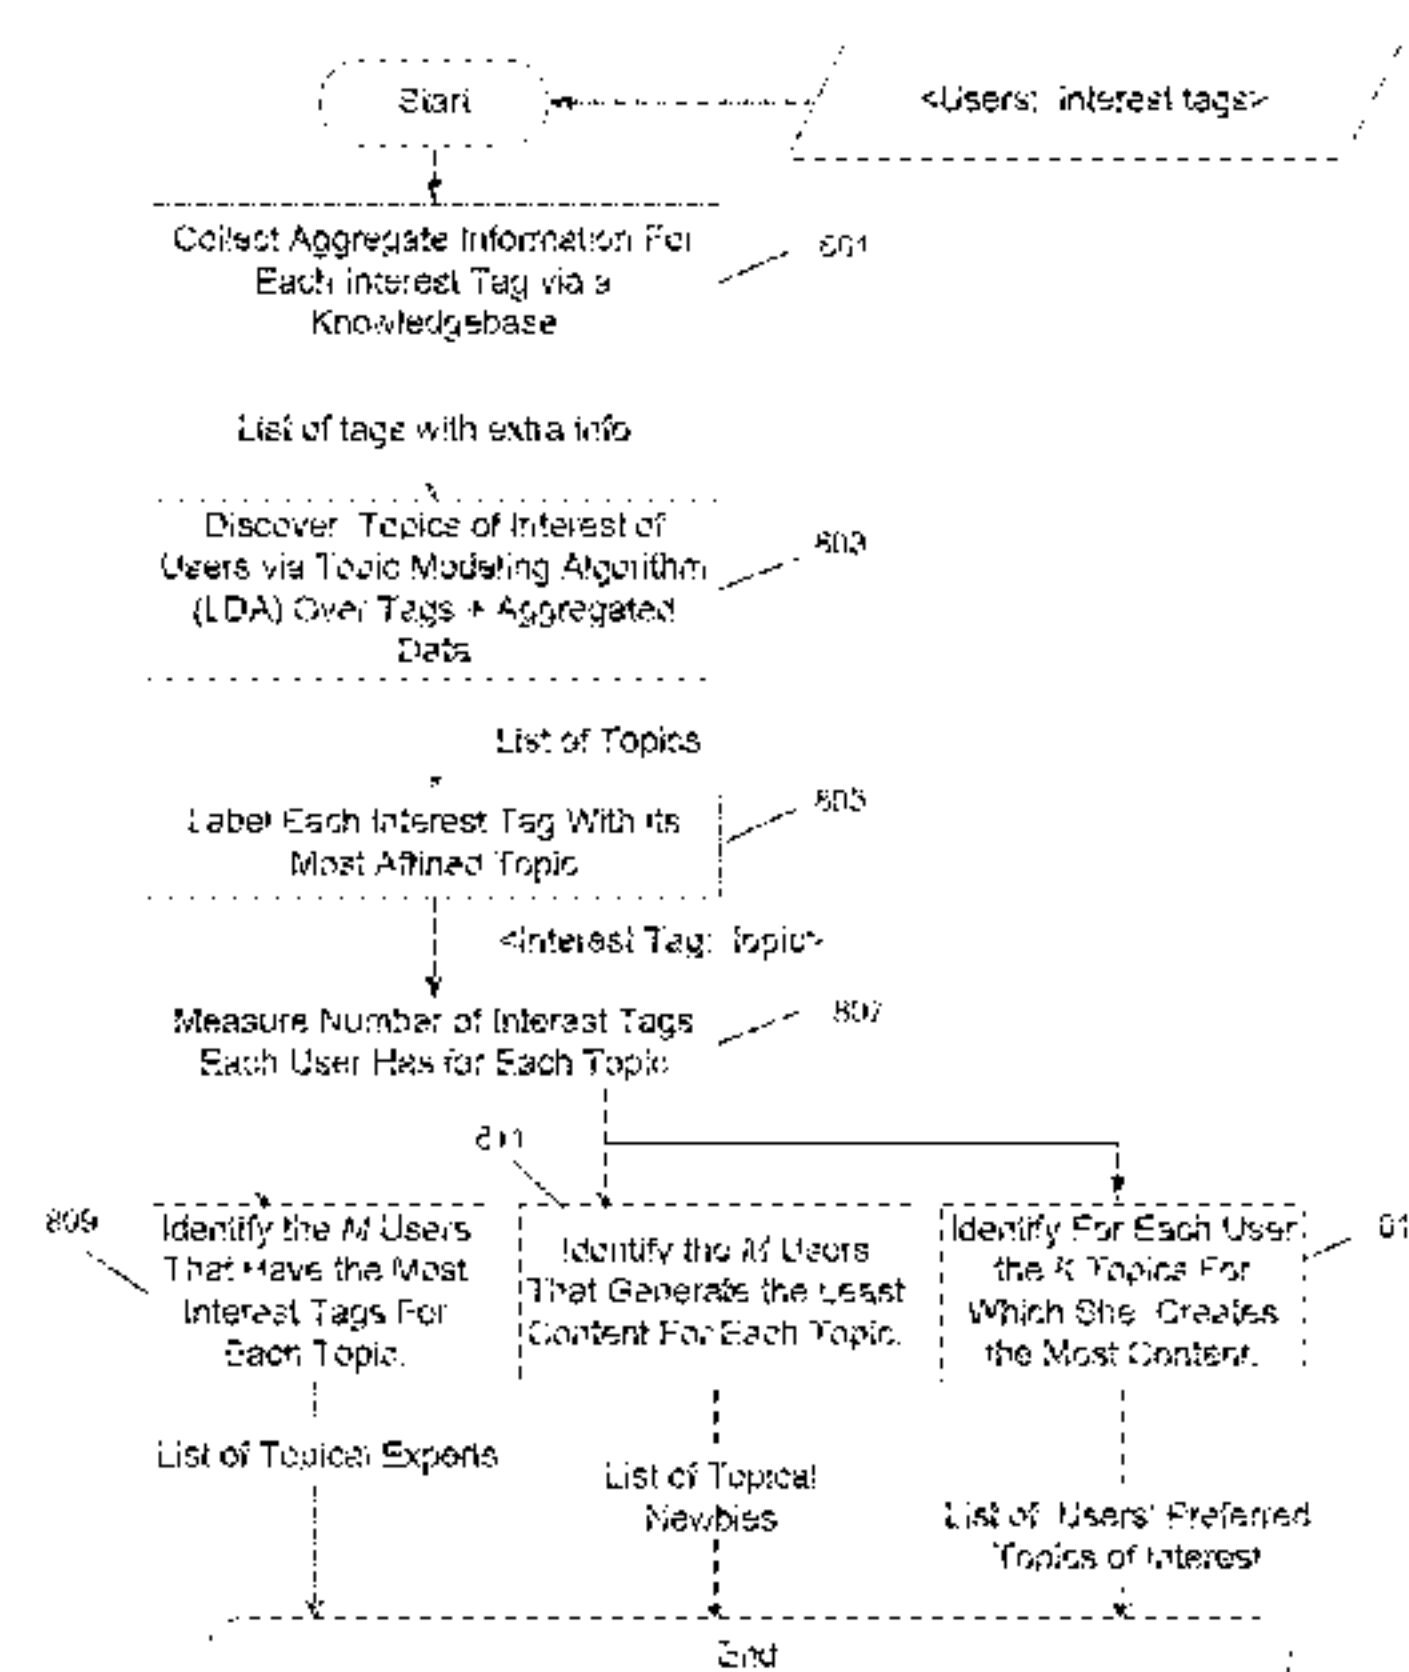 Start
<Users: interest tags>
Collect Aggregate Information For
Each Interest Tag via a
Knowledgebase
801
List of tags with extra info
Discover Topics of Interest of
Users via Topic Modeling Algorithm
(LDA) Over Tags + Aggregated
Data
803
List of Topics
Label Each Interest Tag With its
Most Affined Topic
805
<Interest Tag: topic>
Measure Number of Interest Tags
Each User Has for Each Topic
807
811
809
Identify the M Users
That Have the Most
Interest Tags For
Each Topic.
Identify the M Users
That Generate the Least
Content For Each Topic.
Identify For Each User
the K Topics For
Which She Creates
the Most Content.
List of Topical Experts
List of Topical
Newbies
List of Users' Preferred
Topics of Interest
End